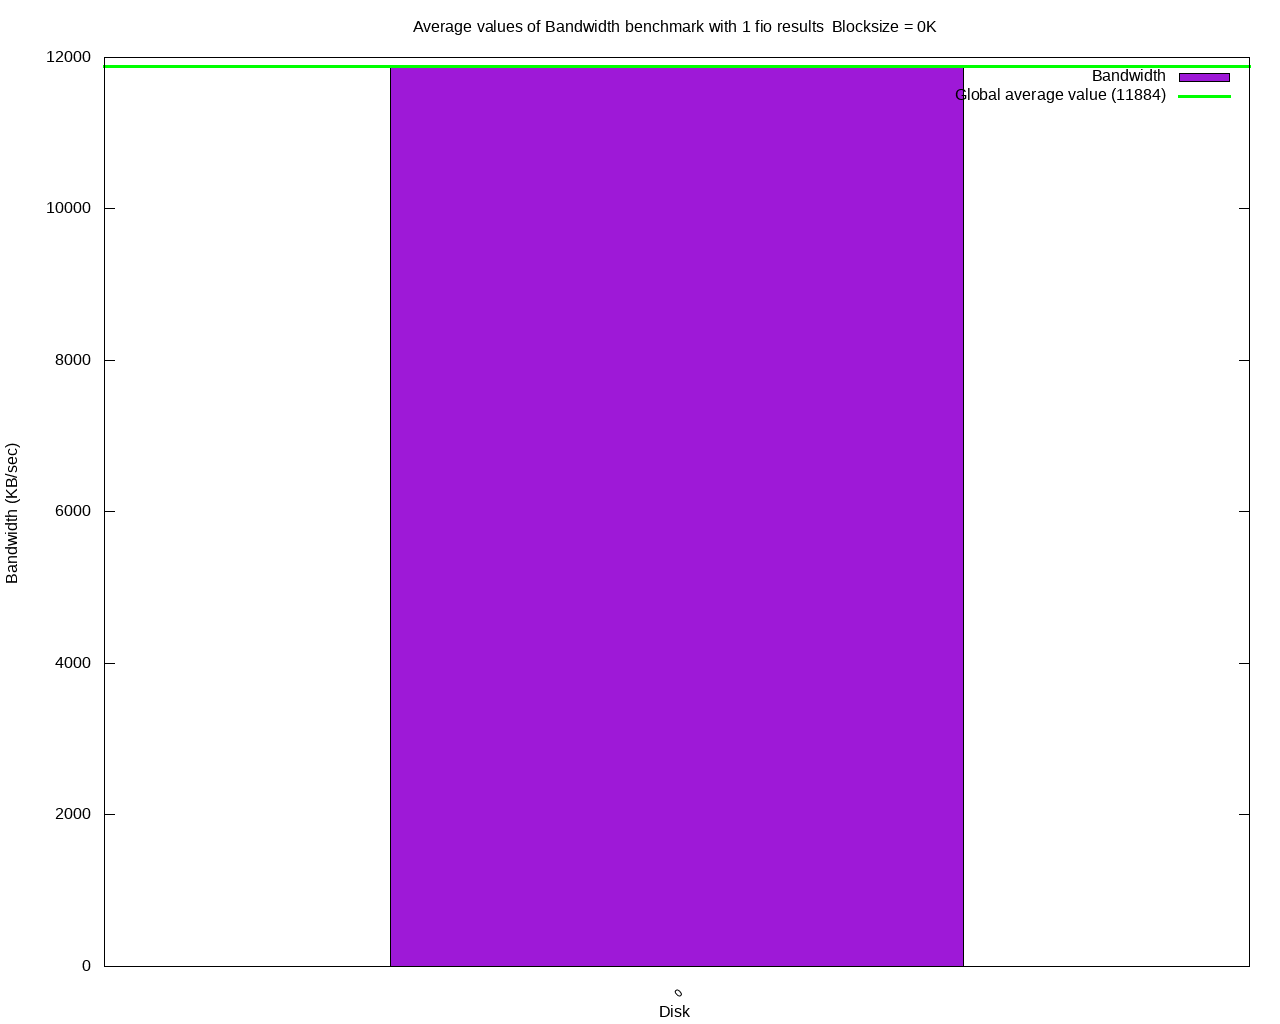 Average values of Bandwidth benchmark with 1 fio results  Blocksize = 0K
12000
Bandwidth
Global average value (11884)
10000
8000
6000
Bandwidth (KB/sec)
4000
2000
0
0
Disk